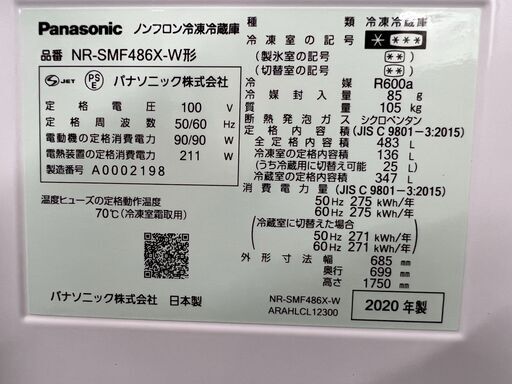 Panasonic ノンフロン冷凍冷蔵庫
品番 NR-SMF486X-W形
S JET PS E パナソニック株式会社
定格電圧 100 V
定格周波数 50/60 Hz
電動機の定格消費電力 90/90 W
電熱装置の定格消費電力 211 W
製造番号 A0002198
温度ヒューズの定格動作温度
70℃(冷凍室霜取用)
パナソニック株式会社 日本製
種類 冷凍冷蔵庫
冷凍室の記号 * ***
(製氷室の記号 **)
(切替室の記号 **)
冷媒 R600a
冷媒封入量 85 g
質量 105 kg
断熱発泡ガス シクロペンタン
定格内容積 (JIS C 9801-3:2015)
全定格内容積 483 L
冷凍室の定格内容積 136 L
(うち冷蔵用に切替可能 25 L)
冷蔵室の定格内容積 347 L
消費電力量 (JIS C 9801-3:2015)
50 Hz 275 kWh/年
60 Hz 275 kWh/年
(冷蔵室に切替えた場合
50 Hz 271 kWh/年
60 Hz 271 kWh/年)
外形寸法 幅 685 mm
奥行 699 mm
高さ 1750 mm
NR-SMF486X-W
ARAHLCL12300
2020 年製